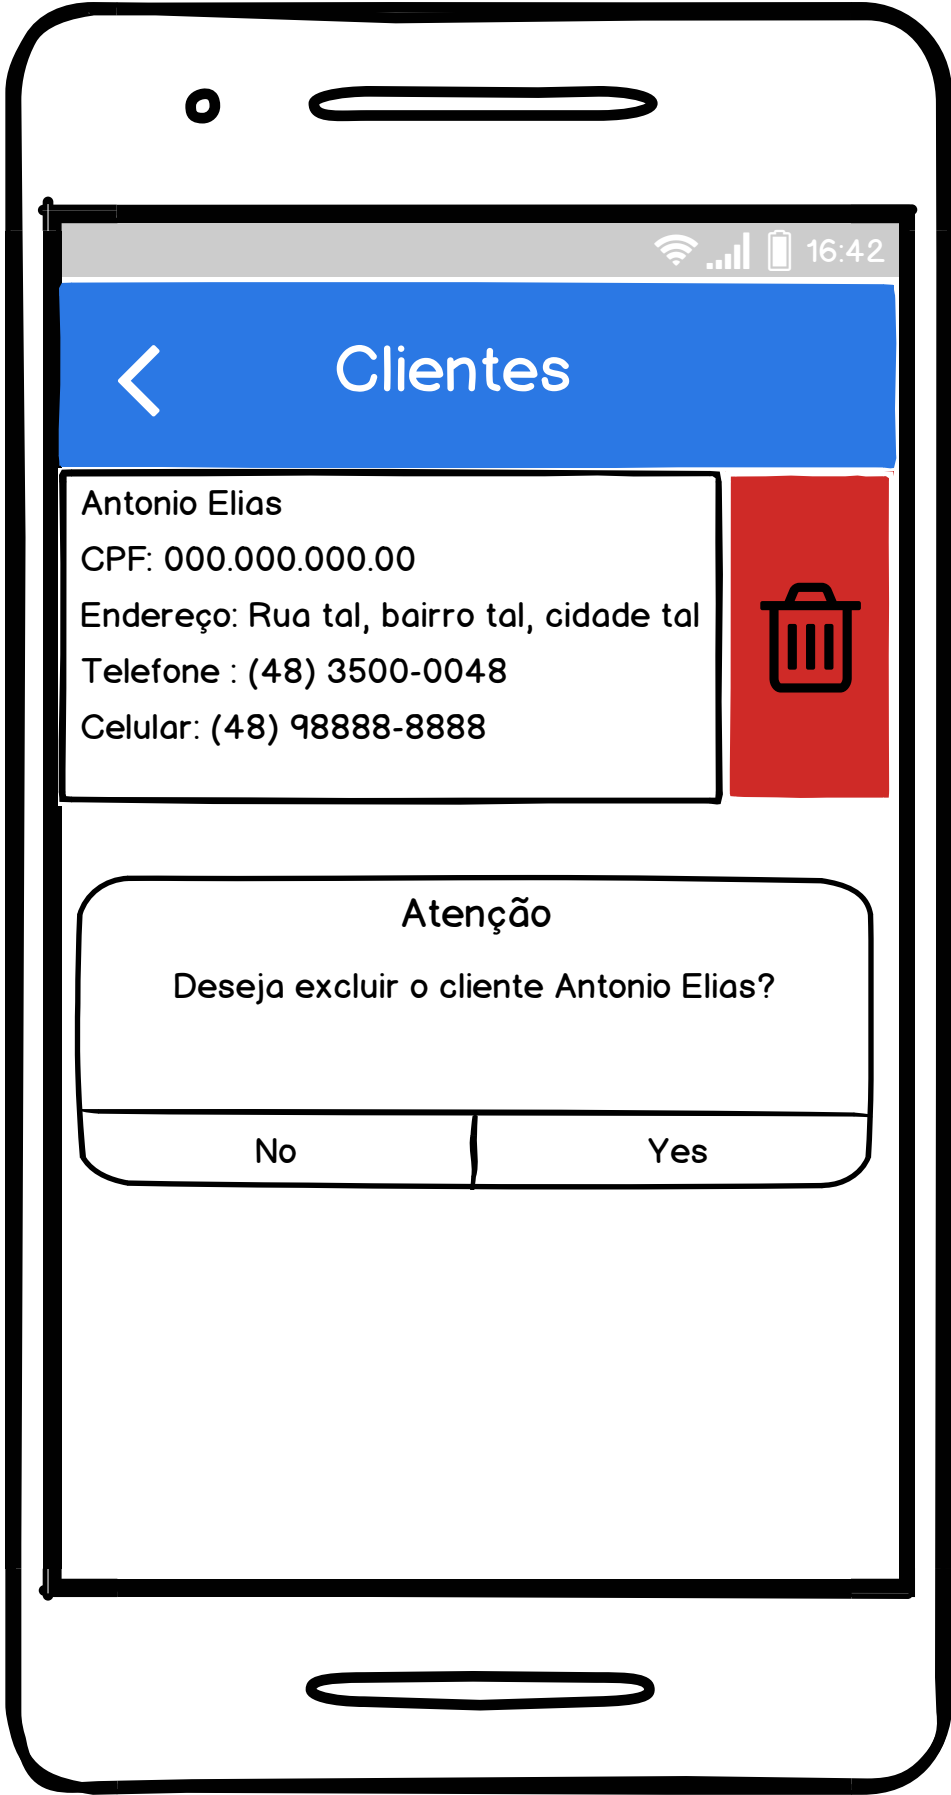 16:42
Clientes
Antonio Elias
CPF: 000.000.000.00
Endereço: Rua tal, bairro tal, cidade tal
Telefone : (48) 3500-0048
Celular: (48) 98888-8888
Atenção
Deseja excluir o cliente Antonio Elias?
No
Yes